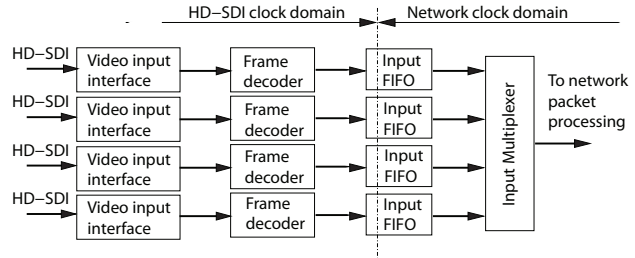 HD–SDI clock domain
Network clock domain
HD–SDI
Video input
interface
Frame
decoder
Input
FIFO
HD–SDI
Video input
interface
Frame
decoder
Input
FIFO
HD–SDI
Video input
interface
Frame
decoder
Input
FIFO
HD–SDI
Video input
interface
Frame
decoder
Input
FIFO
Input Multiplexer
To network
packet
processing